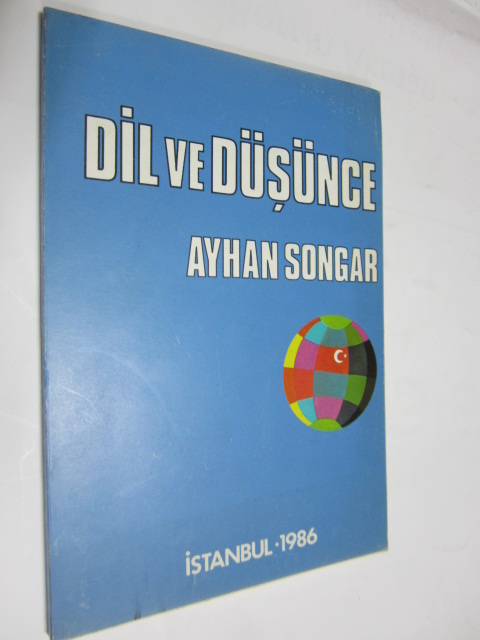 DİL VE DÜŞÜNCE
AYHAN SONGAR
İSTANBUL · 1986